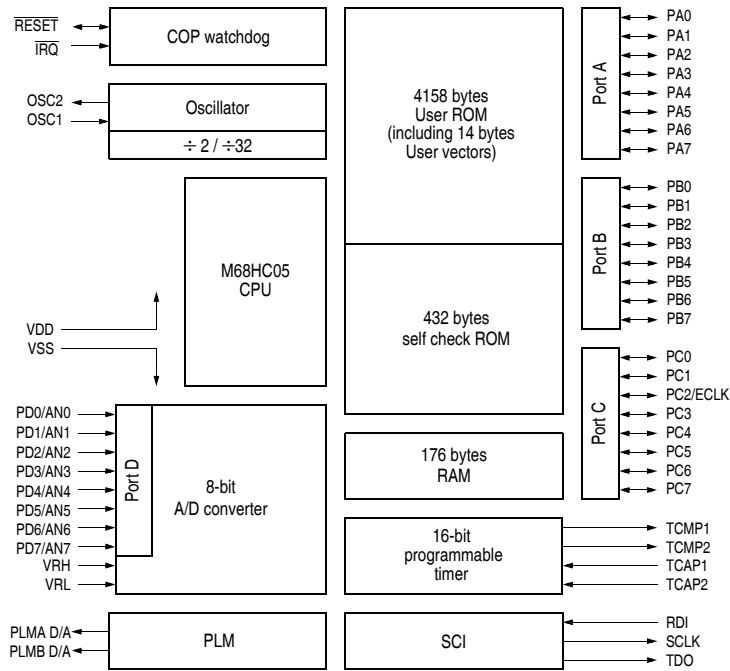 RESET
IRQ
COP watchdog
OSC2
OSC1
Oscillator
÷ 2 / ÷32
M68HC05
CPU
VDD
VSS
PD0/AN0
PD1/AN1
PD2/AN2
PD3/AN3
PD4/AN4
PD5/AN5
PD6/AN6
PD7/AN7
VRH
VRL
Port D
8-bit
A/D converter
PLMA D/A
PLMB D/A
PLM
4158 bytes
User ROM
(including 14 bytes
User vectors)
432 bytes
self check ROM
176 bytes
RAM
16-bit
programmable
timer
SCI
Port A
PA0
PA1
PA2
PA3
PA4
PA5
PA6
PA7
Port B
PB0
PB1
PB2
PB3
PB4
PB5
PB6
PB7
Port C
PC0
PC1
PC2/ECLK
PC3
PC4
PC5
PC6
PC7
TCMP1
TCMP2
TCAP1
TCAP2
RDI
SCLK
TDO